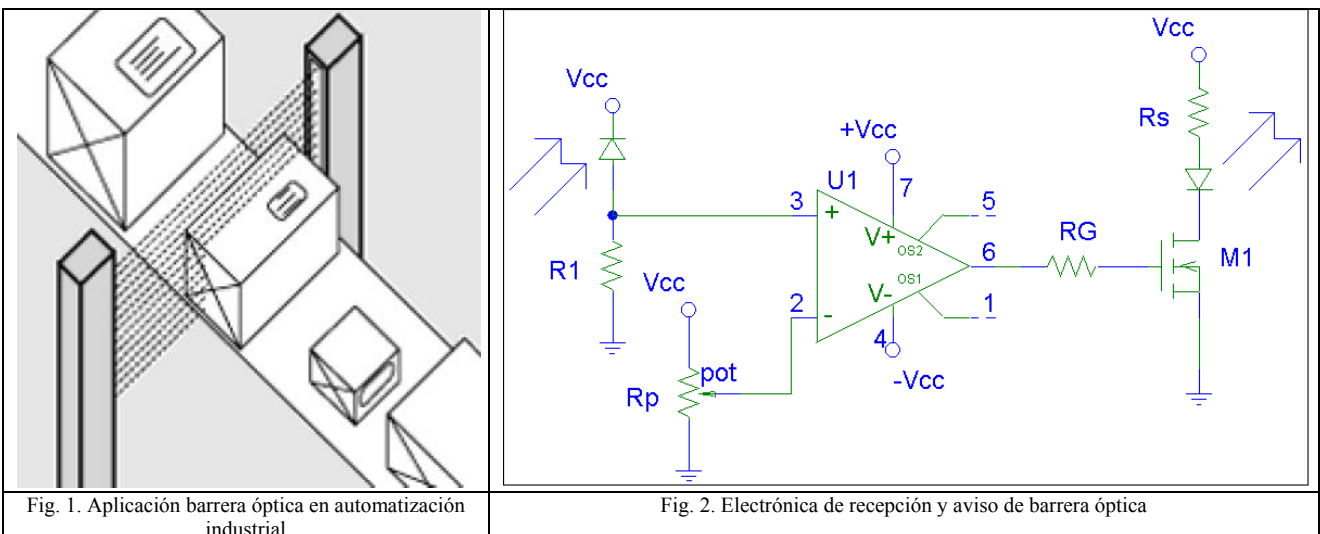 Vcc
Vcc
+Vcc
Rs
U1
7
3
5
+
V+
OS2
RG
6
M1
R1
Vcc
OS1
V-
2
1
-
4
pot
-Vcc
Rp
Fig. 1. Aplicación barrera óptica en automatización
industrial
Fig. 2. Electrónica de recepción y aviso de barrera óptica